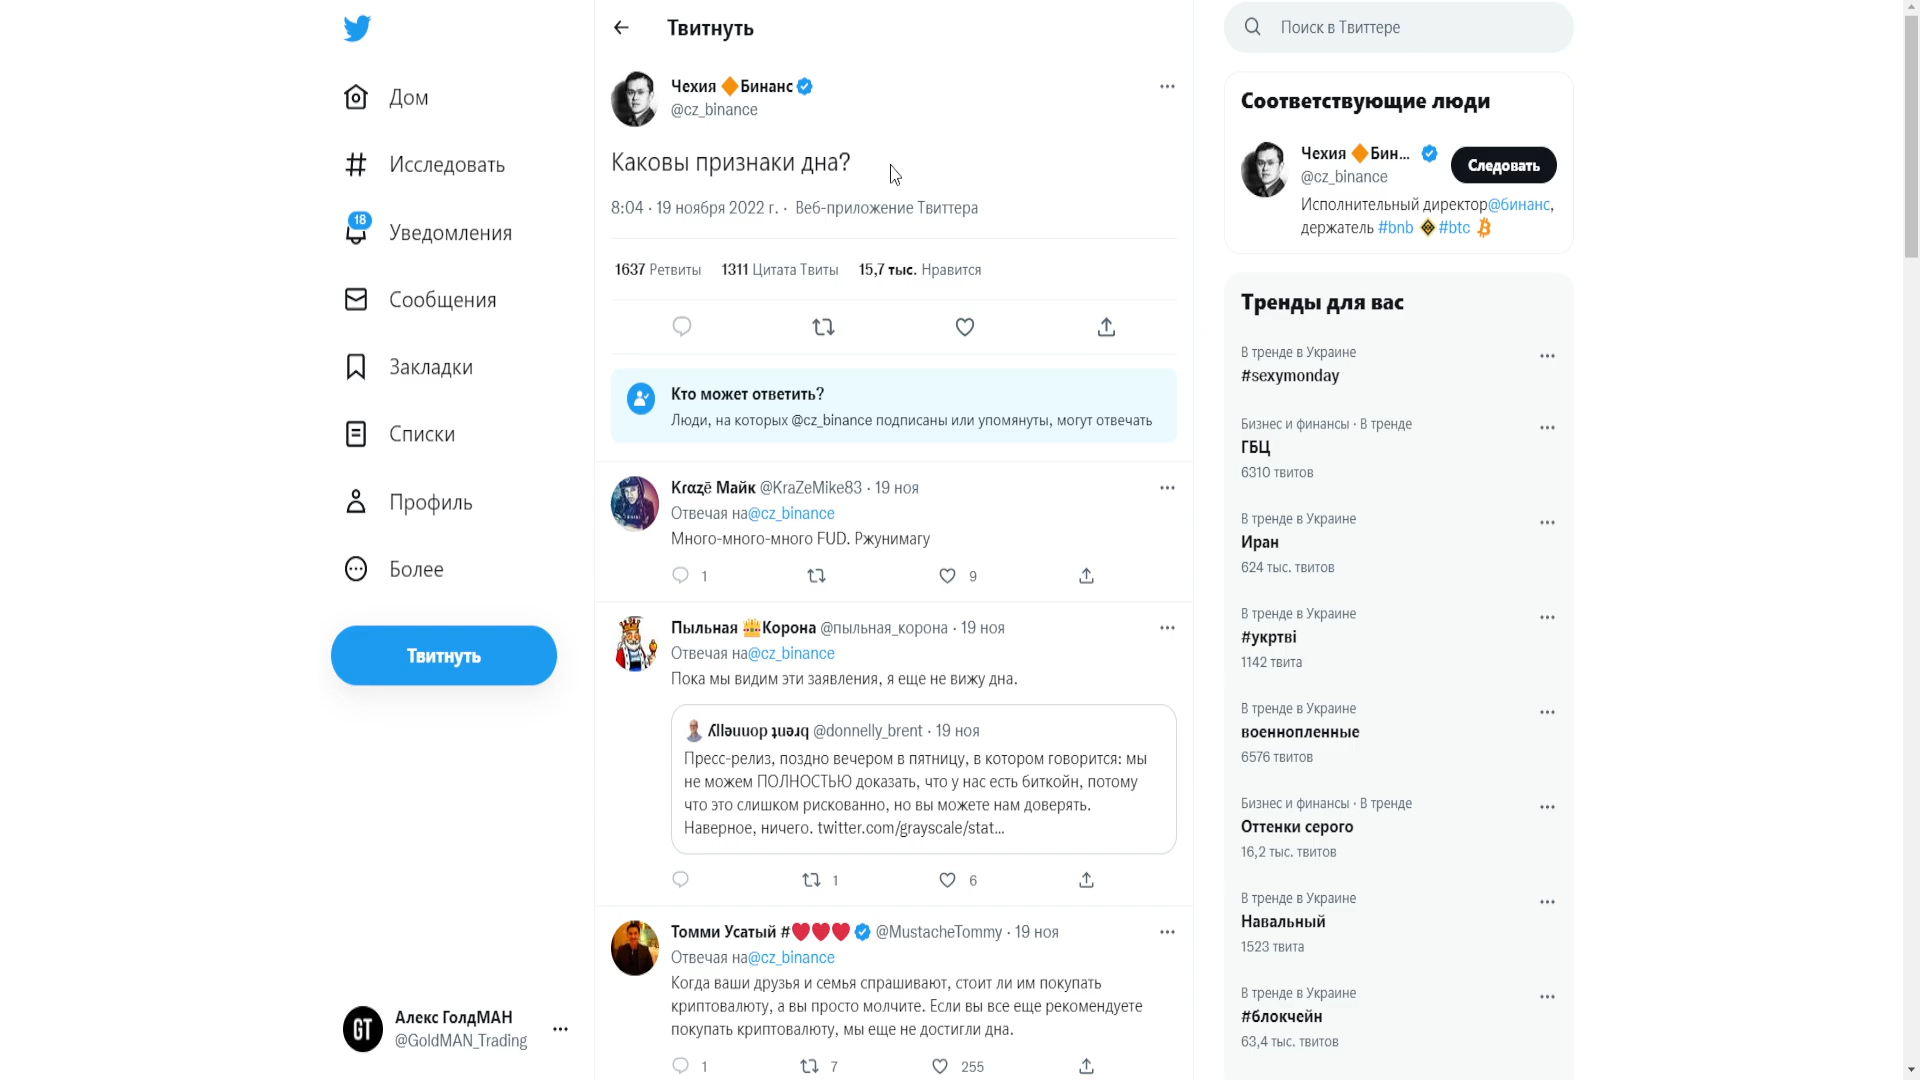 Дом
Исследовать
18
Уведомления
Сообщения
Закладки
Списки
Профиль
Более
Твитнуть
GT
Алекс ГолдМАН
@GoldMAN_Trading
Твитнуть
Чехия 🔶Бинанс
@cz_binance
Каковы признаки дна?
8:04 · 19 ноября 2022 г. · Веб-приложение Твиттера
1637 Ретвиты 1311 Цитата Твиты 15,7 тыс. Нравится
Кто может ответить?
Люди, на которых @cz_binance подписаны или упомянуты, могут отвечать
Kɾαȥē Майк @KraZeMike83 · 19 ноя
Отвечая на@cz_binance
Много-много-много FUD. Ржунимагу
1 9
Пыльная 👑Корона @пыльная_корона · 19 ноя
Отвечая на@cz_binance
Пока мы видим эти заявления, я еще не вижу дна.
ʎllǝuuop ʇuǝɹq @donnelly_brent · 19 ноя
Пресс-релиз, поздно вечером в пятницу, в котором говорится: мы
не можем ПОЛНОСТЬЮ доказать, что у нас есть биткойн, потому
что это слишком рискованно, но вы можете нам доверять.
Наверное, ничего. twitter.com/grayscale/stat...
1 6
Томми Усатый #❤️❤️❤️ @MustacheTommy · 19 ноя
Отвечая на@cz_binance
Когда ваши друзья и семья спрашивают, стоит ли им покупать
криптовалюту, а вы просто молчите. Если вы все еще рекомендуете
покупать криптовалюту, мы еще не достигли дна.
1 7 255
Поиск в Твиттере
Соответствующие люди
Чехия 🔶Бин...
@cz_binance
Следовать
Исполнительный директор@бинанс,
держатель #bnb #btc
Тренды для вас
В тренде в Украине
#sexymonday
Бизнес и финансы · В тренде
ГБЦ
6310 твитов
В тренде в Украине
Иран
624 тыс. твитов
В тренде в Украине
#укртві
1142 твита
В тренде в Украине
военнопленные
6576 твитов
Бизнес и финансы · В тренде
Оттенки серого
16,2 тыс. твитов
В тренде в Украине
Навальный
1523 твита
В тренде в Украине
#блокчейн
63,4 тыс. твитов